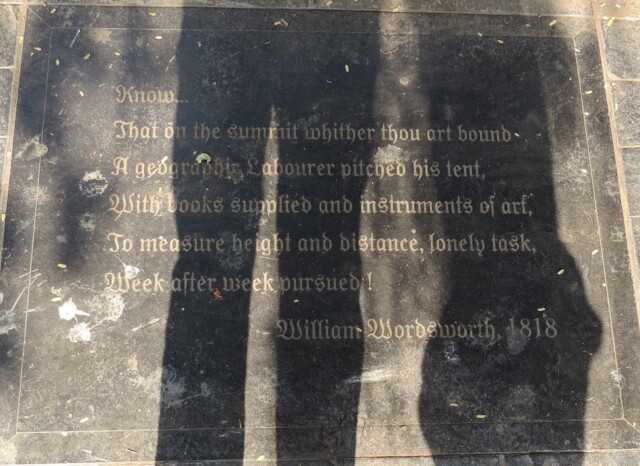 Know...
That on the summit whither thou art bound
A geographic Labourer pitched his tent,
With books supplied and instruments of art,
To measure height and distance, lonely task,
Week after week pursued!
William Wordsworth, 1818